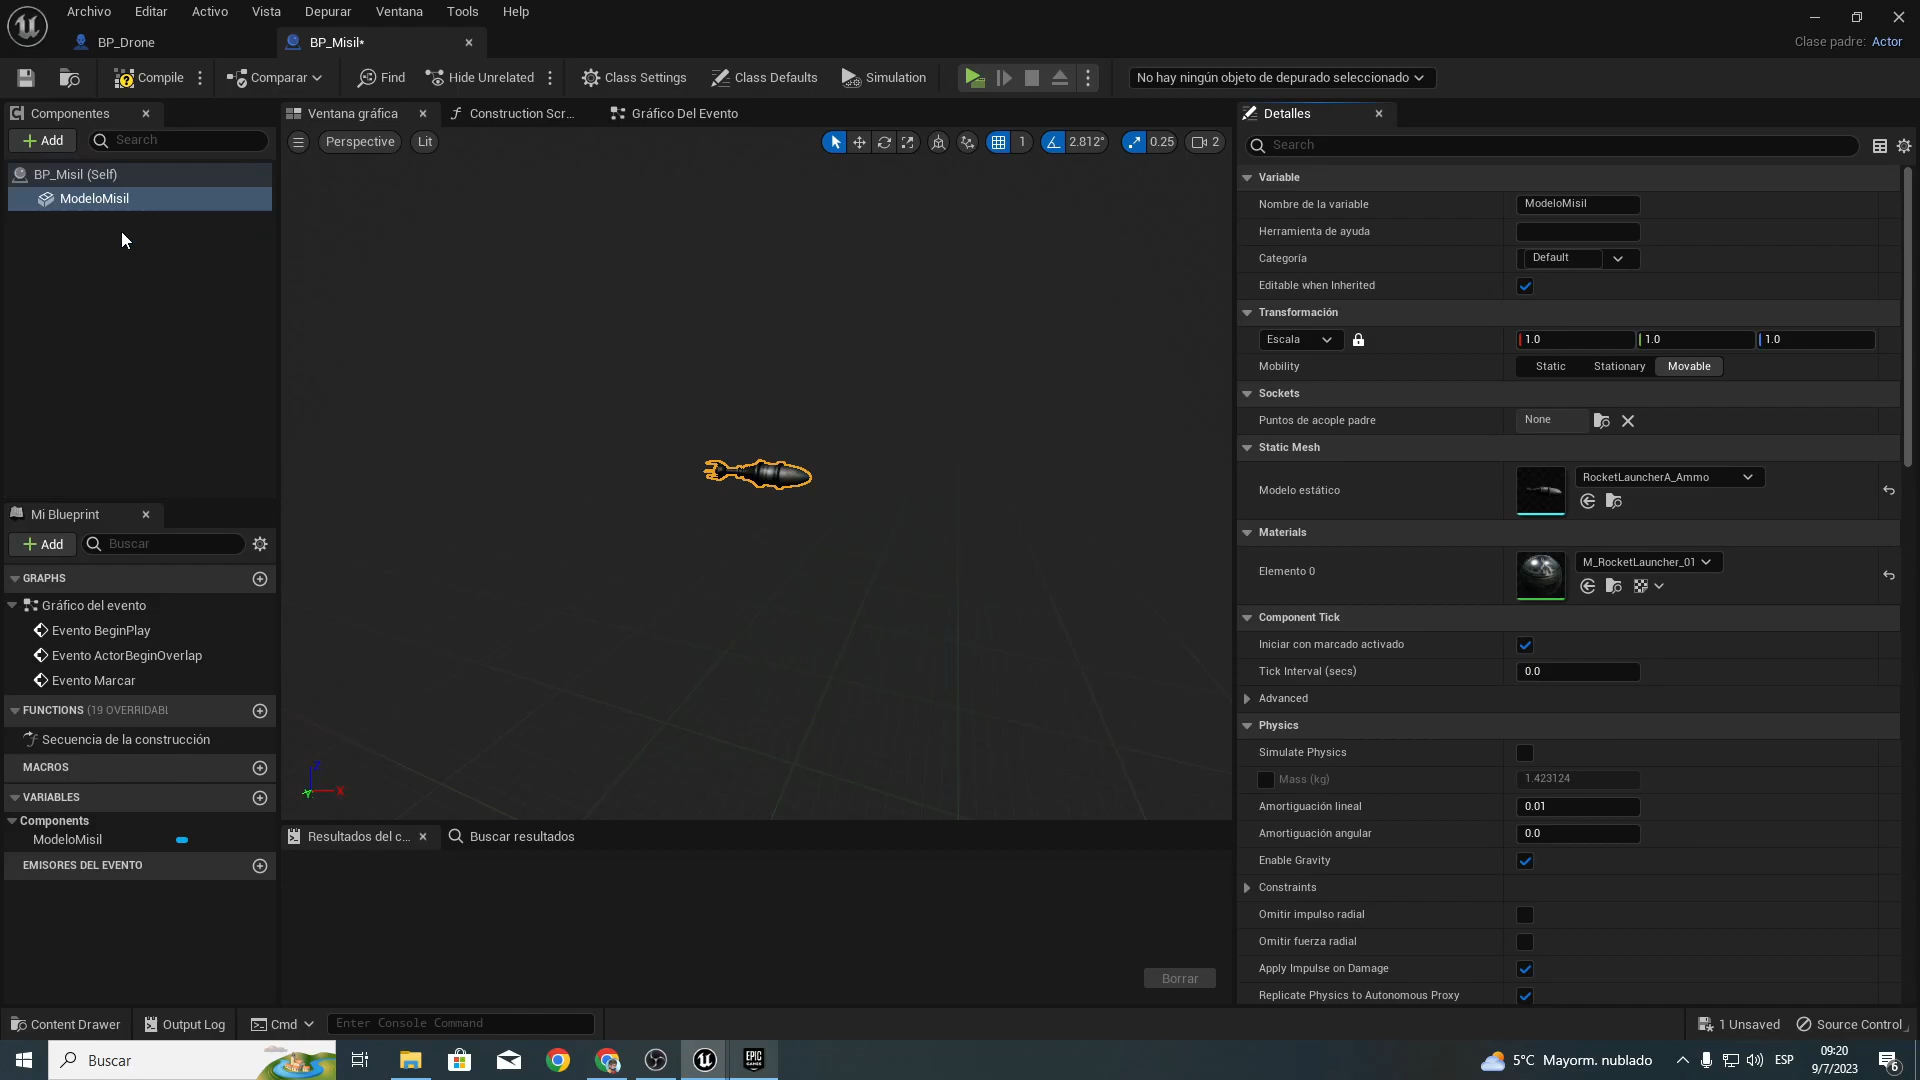 Archivo Editar Activo Vista Depurar Ventana Tools Help
BP_Drone
BP_Misil*
Clase padre: Actor
Compile
Comparar
Find
Hide Unrelated
Class Settings
Class Defaults
Simulation
No hay ningún objeto de depurado seleccionado
Componentes
Add
Search
BP_Misil (Self)
ModeloMisil
Mi Blueprint
Add
Buscar
GRAPHS
Gráfico del evento
Evento BeginPlay
Evento ActorBeginOverlap
Evento Marcar
FUNCTIONS (19 OVERRIDABL
Secuencia de la construcción
MACROS
VARIABLES
Components
ModeloMisil
EMISORES DEL EVENTO
Ventana gráfica
Construction Scr...
Gráfico Del Evento
Perspective
Lit
1
2.812°
0.25
2
Z
X
Y
Resultados del c...
Buscar resultados
Borrar
Detalles
Search
Variable
Nombre de la variable ModeloMisil
Herramienta de ayuda
Categoría Default
Editable when Inherited
Transformación
Escala 1.0 1.0 1.0
Mobility Static Stationary Movable
Sockets
Puntos de acople padre None
Static Mesh
Modelo estático RocketLauncherA_Ammo
Materials
Elemento 0 M_RocketLauncher_01
Component Tick
Iniciar con marcado activado
Tick Interval (secs) 0.0
Advanced
Physics
Simulate Physics
Mass (kg) 1.423124
Amortiguación lineal 0.01
Amortiguación angular 0.0
Enable Gravity
Constraints
Omitir impulso radial
Omitir fuerza radial
Apply Impulse on Damage
Replicate Physics to Autonomous Proxy
Content Drawer
Output Log
Cmd
Enter Console Command
1 Unsaved
Source Control
Buscar
EPIC
GAMES
5°C Mayorm. nublado
ESP
09:20
9/7/2023
6